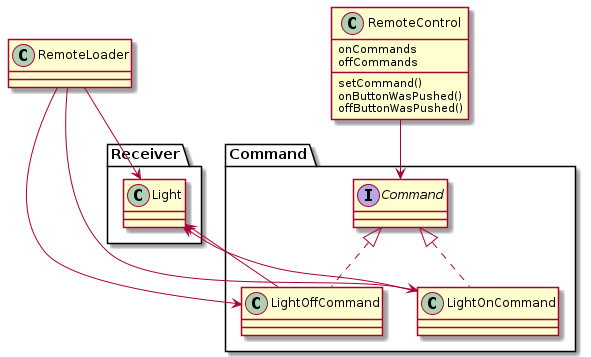 C RemoteControl
onCommands
offCommands
setCommand()
onButtonWasPushed()
offButtonWasPushed()
C RemoteLoader
Receiver
Command
C Light
I Command
C LightOffCommand
C LightOnCommand